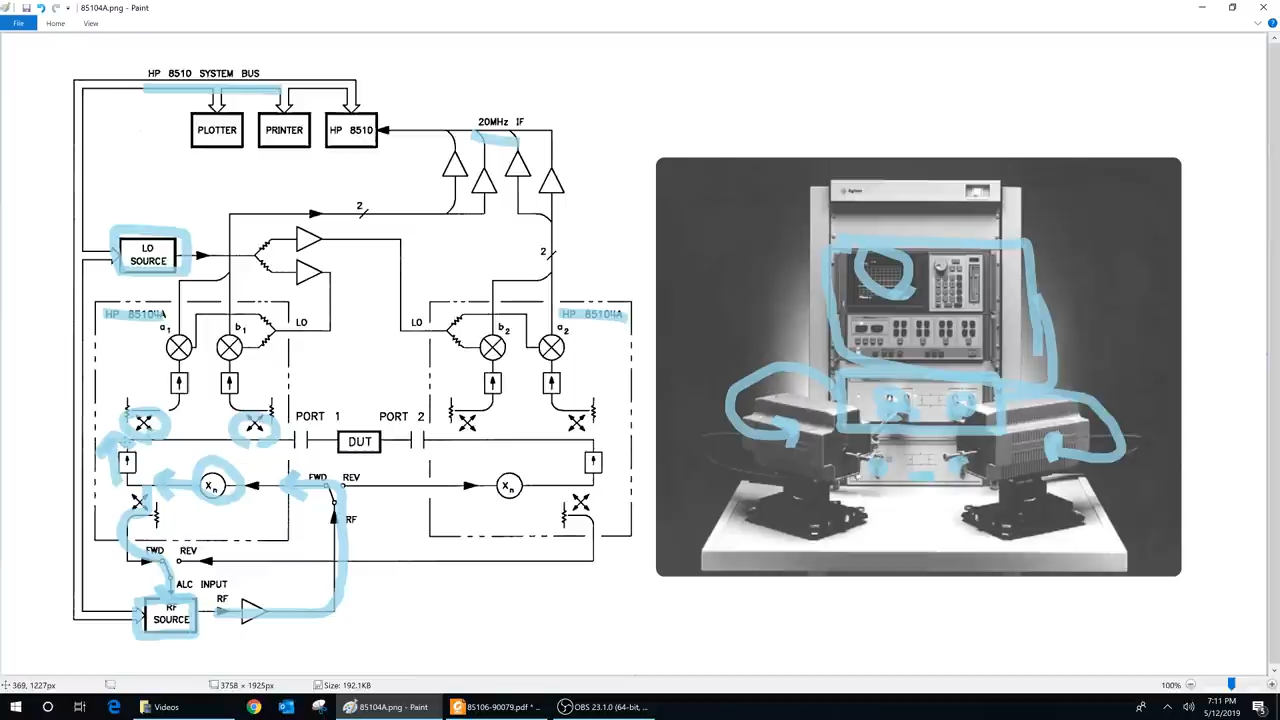 85104A.png - Paint
File Home View
HP 8510 SYSTEM BUS
PLOTTER
PRINTER
HP 8510
20MHz IF
2
LO
SOURCE
2
HP 85104A
a1
b1
LO
LO
b2
a2
HP 85104A
PORT 1
PORT 2
DUT
Xn
FWD
REV
Xn
RF
FWD
REV
ALC INPUT
RF
RF
SOURCE
Agilent
369, 1227px
3758 × 1925px
Size: 192.1KB
100%
Videos
85104A.png - Paint
85106-90079.pdf * ...
OBS 23.1.0 (64-bit, ...
7:11 PM
5/12/2019